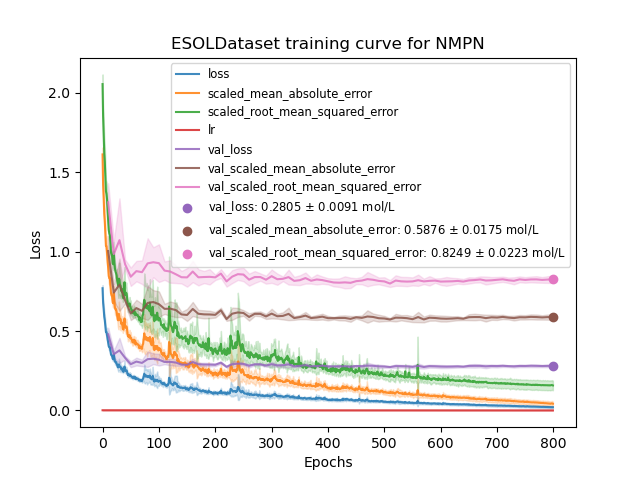 ESOLDataset training curve for NMPN
loss
scaled_mean_absolute_error
scaled_root_mean_squared_error
lr
val_loss
val_scaled_mean_absolute_error
val_scaled_root_mean_squared_error
val_loss: 0.2805 ± 0.0091 mol/L
val_scaled_mean_absolute_error: 0.5876 ± 0.0175 mol/L
val_scaled_root_mean_squared_error: 0.8249 ± 0.0223 mol/L
Loss
2.0
1.5
1.0
0.5
0.0
0 100 200 300 400 500 600 700 800
Epochs